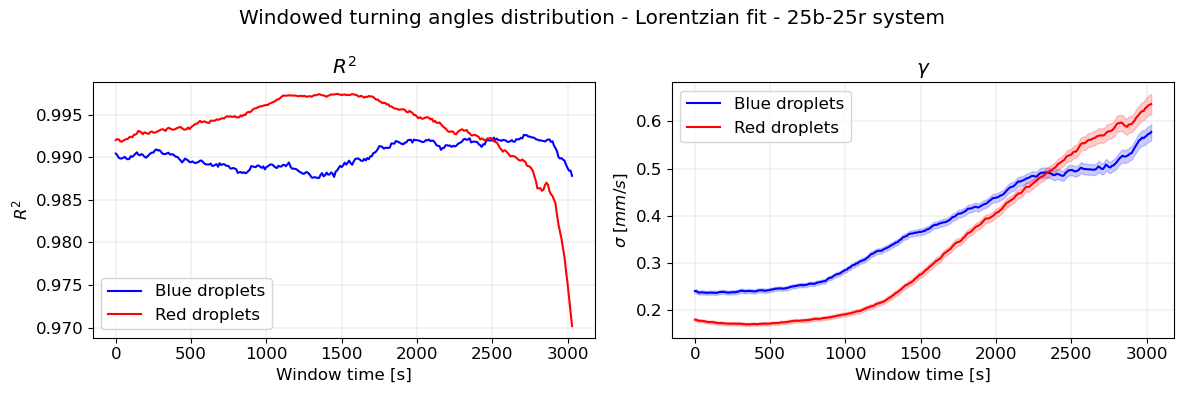 Windowed turning angles distribution - Lorentzian fit - 25b-25r system
R²
R²
0.995
0.990
0.985
0.980
0.975
0.970
Blue droplets
Red droplets
0 500 1000 1500 2000 2500 3000
Window time [s]
γ
σ [mm/s]
0.6
0.5
0.4
0.3
0.2
Blue droplets
Red droplets
0 500 1000 1500 2000 2500 3000
Window time [s]